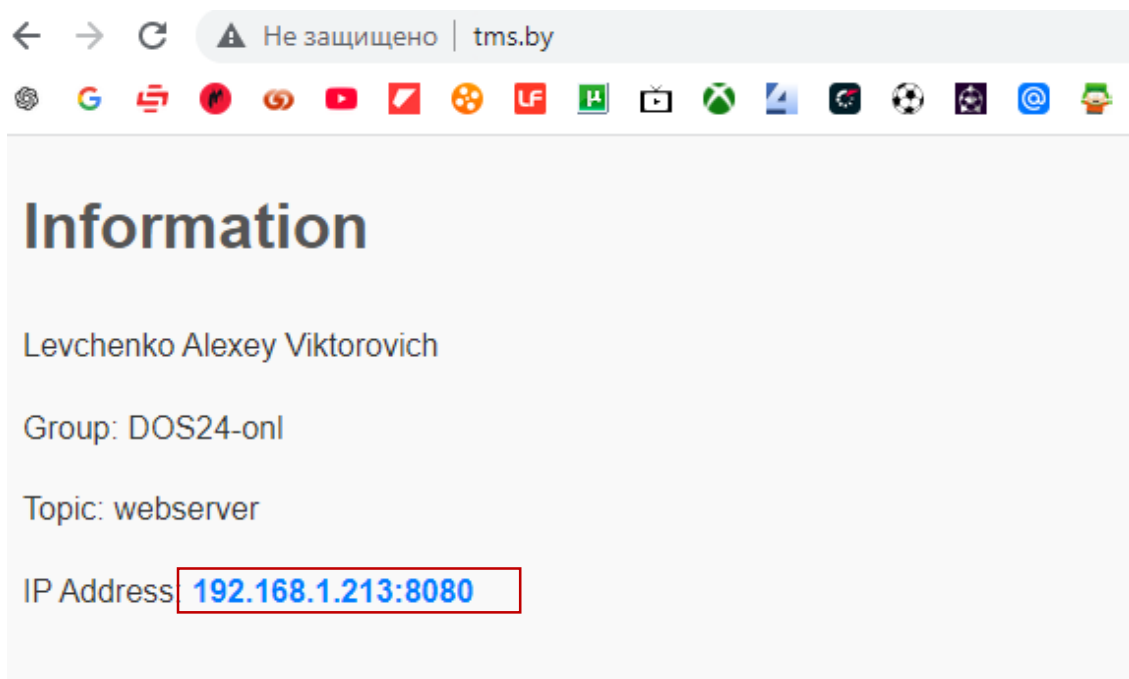 Не защищено | tms.by
Information
Levchenko Alexey Viktorovich
Group: DOS24-onl
Topic: webserver
IP Address: 192.168.1.213:8080